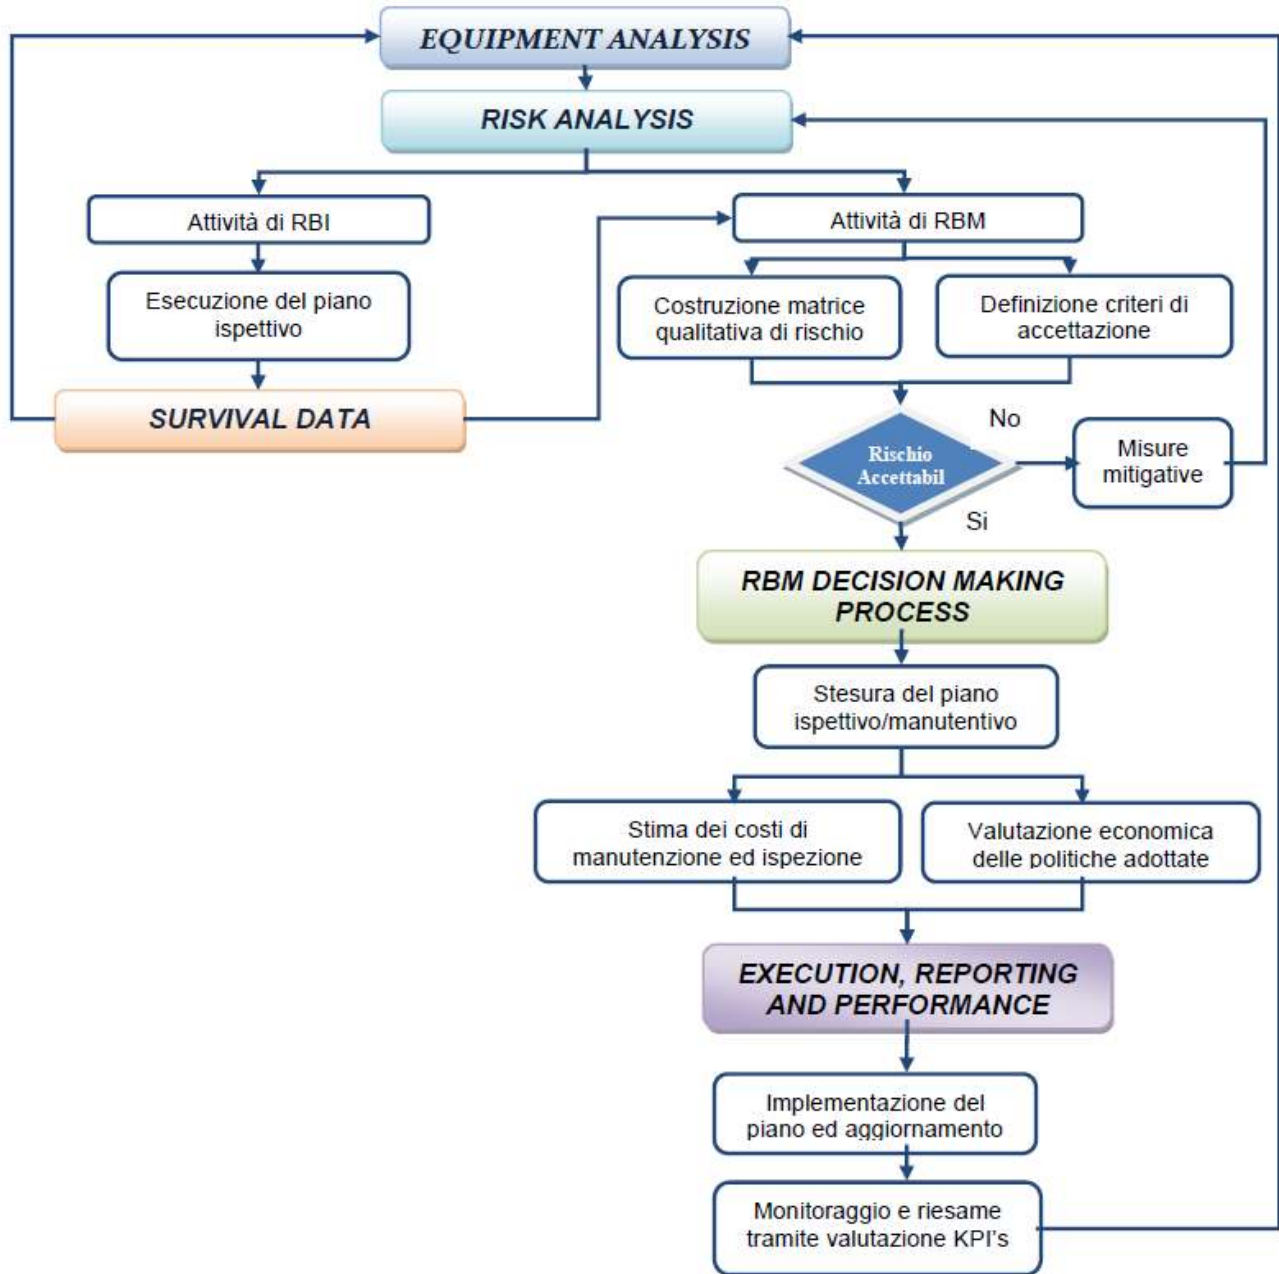 EQUIPMENT ANALYSIS
RISK ANALYSIS
Attività di RBI
Attività di RBM
Esecuzione del piano
ispettivo
Costruzione matrice
qualitativa di rischio
Definizione criteri di
accettazione
SURVIVAL DATA
No
Rischio
Accettabil
Misure
mitigative
Si
RBM DECISION MAKING
PROCESS
Stesura del piano
ispettivo/manutentivo
Stima dei costi di
manutenzione ed ispezione
Valutazione economica
delle politiche adottate
EXECUTION, REPORTING
AND PERFORMANCE
Implementazione del
piano ed aggiornamento
Monitoraggio e riesame
tramite valutazione KPI's